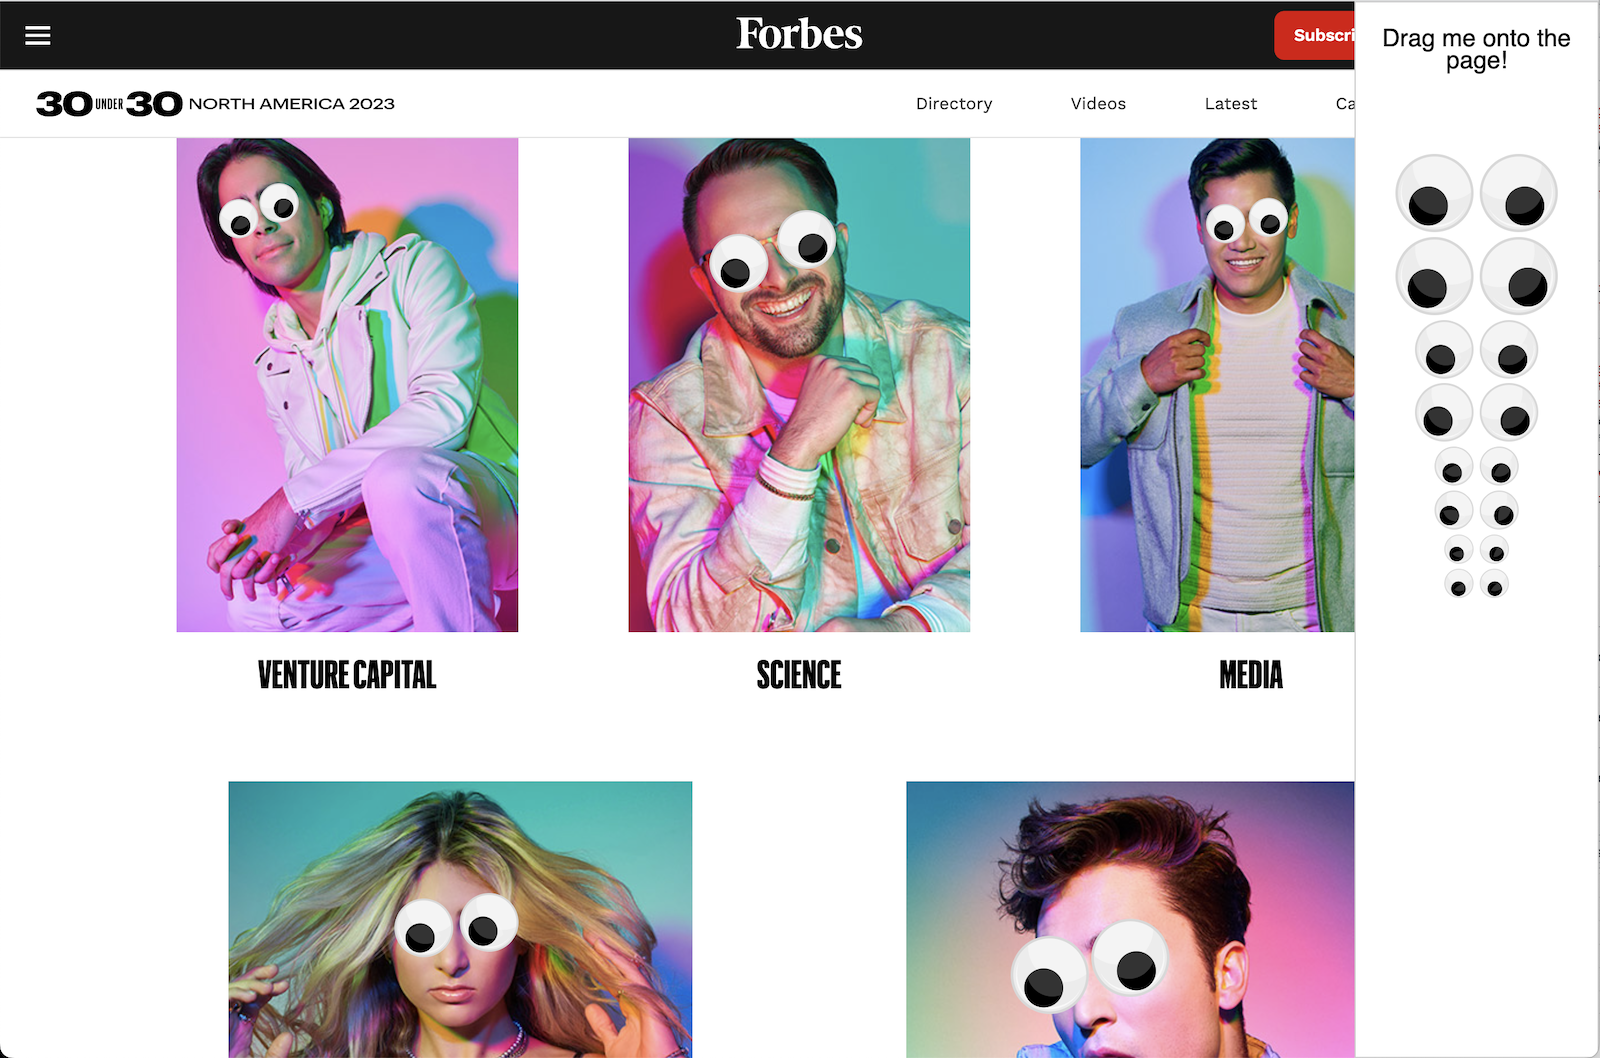 Forbes
Subscri
Drag me onto the
page!
30 UNDER 30 NORTH AMERICA 2023
Directory
Videos
Latest
Ca
VENTURE CAPITAL
SCIENCE
MEDIA